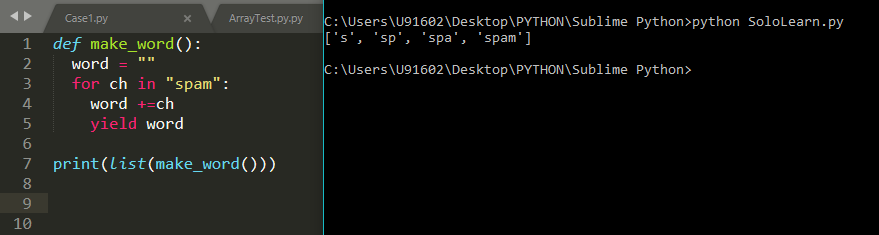 Case1.py × ArrayTest.py.py
1 def make_word():
2   word = ""
3   for ch in "spam":
4     word +=ch
5     yield word
6
7 print(list(make_word()))
8
9
10
C:\Users\U91602\Desktop\PYTHON\Sublime Python>python SoloLearn.py
['s', 'sp', 'spa', 'spam']
C:\Users\U91602\Desktop\PYTHON\Sublime Python>